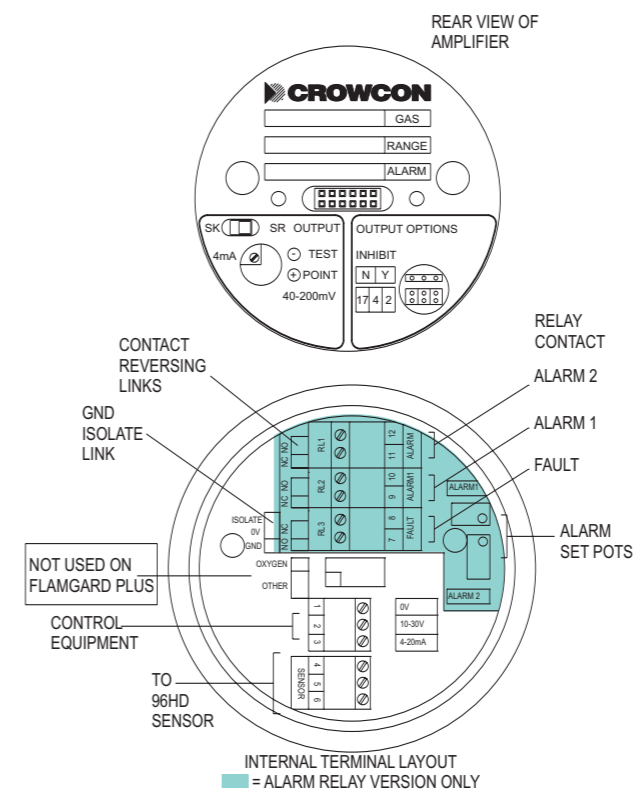 REAR VIEW OF
AMPLIFIER
CROWCON
GAS
RANGE
ALARM
SK SR OUTPUT
4mA
- TEST
+ POINT
40-200mV
OUTPUT OPTIONS
INHIBIT
N Y
17 4 2
RELAY
CONTACT
CONTACT
REVERSING
LINKS
ALARM 2
ALARM 1
FAULT
GND
ISOLATE
LINK
NC NO
RL1
12
11
ALARM
NC NO
RL2
10
9
ALARM1
NO NC
RL3
8
7
FAULT
ALARM1
ALARM
SET POTS
ALARM 2
ISOLATE
0V
GND
OXYGEN
OTHER
NOT USED ON
FLAMGARD PLUS
CONTROL
EQUIPMENT
1
2
3
0V
10-30V
4-20mA
TO
96HD
SENSOR
SENSOR
4
5
6
INTERNAL TERMINAL LAYOUT
= ALARM RELAY VERSION ONLY